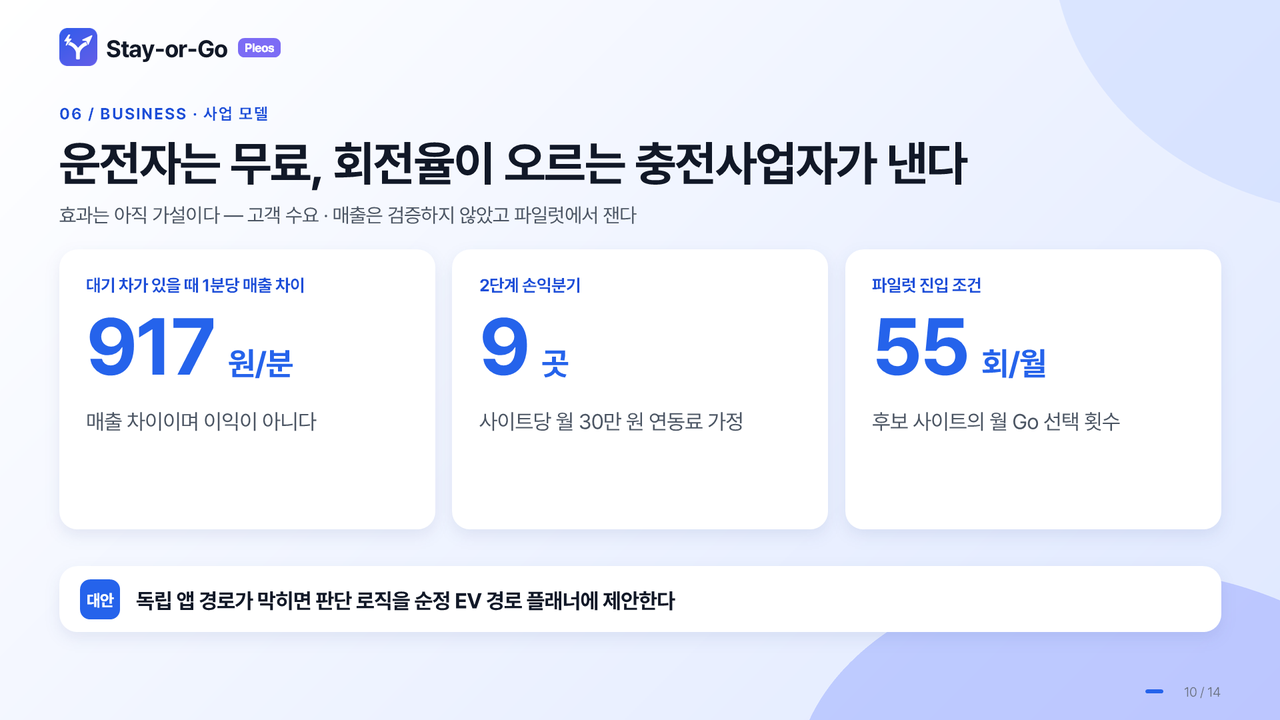 Stay-or-Go Pleos
06 / BUSINESS · 사업 모델
운전자는 무료, 회전율이 오르는 충전사업자가 낸다
효과는 아직 가설이다 — 고객 수요 · 매출은 검증하지 않았고 파일럿에서 잰다
대기 차가 있을 때 1분당 매출 차이
917 원/분
매출 차이이며 이익이 아니다
2단계 손익분기
9 곳
사이트당 월 30만 원 연동료 가정
파일럿 진입 조건
55 회/월
후보 사이트의 월 Go 선택 횟수
대안 독립 앱 경로가 막히면 판단 로직을 순정 EV 경로 플래너에 제안한다
10 / 14